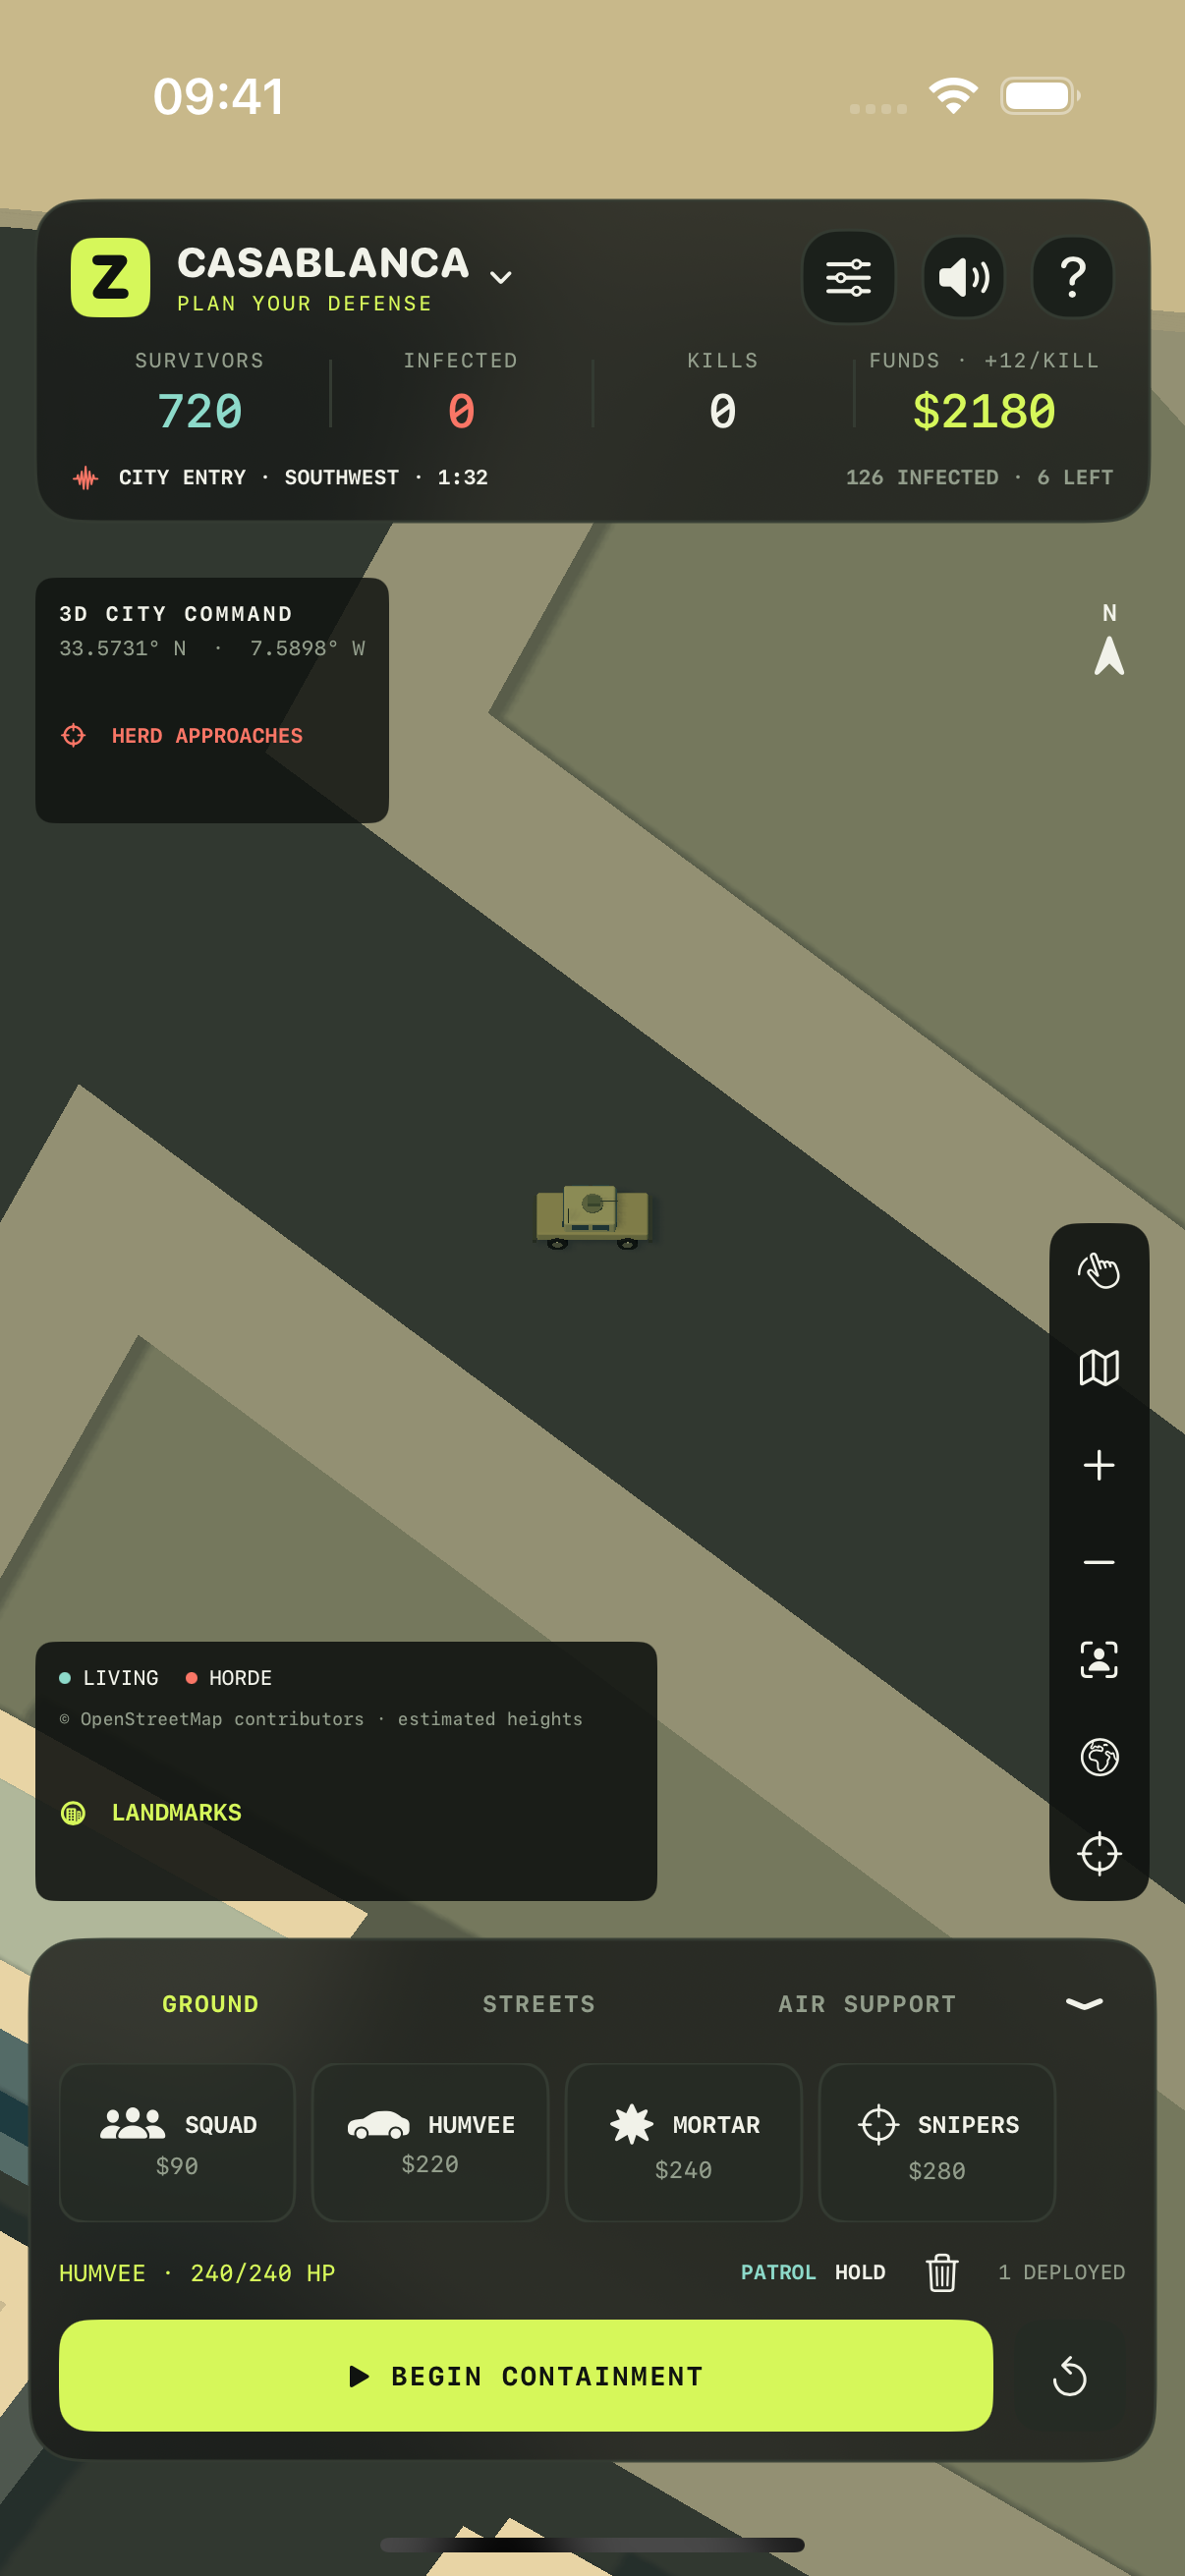 09:41
Z
CASABLANCA
PLAN YOUR DEFENSE
?
SURVIVORS INFECTED KILLS FUNDS · +12/KILL
720 0 0 $2180
CITY ENTRY · SOUTHWEST · 1:32 126 INFECTED · 6 LEFT
3D CITY COMMAND
33.5731° N · 7.5898° W
HERD APPROACHES
N
LIVING HORDE
© OpenStreetMap contributors · estimated heights
LANDMARKS
GROUND STREETS AIR SUPPORT
SQUAD HUMVEE MORTAR SNIPERS
$90 $220 $240 $280
HUMVEE · 240/240 HP PATROL HOLD 1 DEPLOYED
BEGIN CONTAINMENT